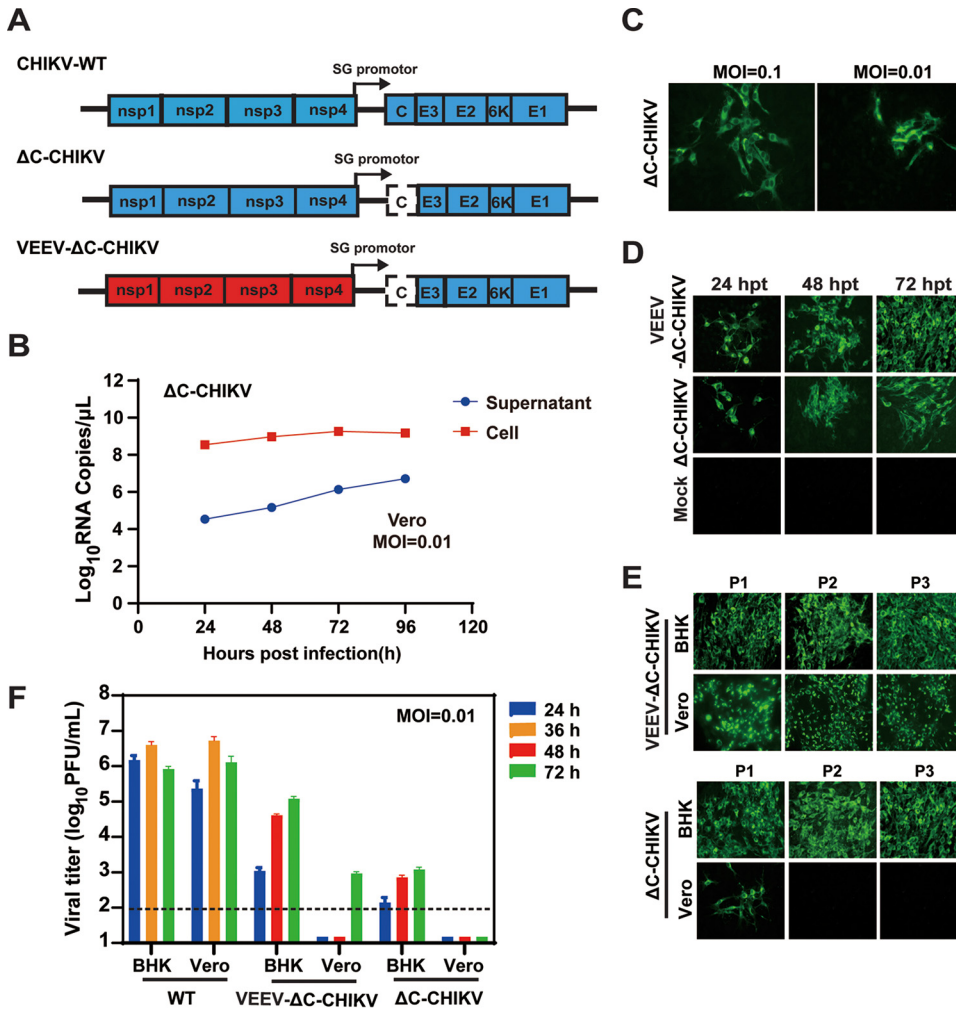 A
CHIKV-WT
SG promotor
nsp1 nsp2 nsp3 nsp4 C E3 E2 6K E1
ΔC-CHIKV
SG promotor
nsp1 nsp2 nsp3 nsp4 C E3 E2 6K E1
VEEV-ΔC-CHIKV
SG promotor
nsp1 nsp2 nsp3 nsp4 C E3 E2 6K E1
B
ΔC-CHIKV
Log10RNA Copies/μL
12
10
8
6
4
2
0
0 24 48 72 96 120
Hours post infection(h)
Supernatant
Cell
Vero
MOI=0.01
C
MOI=0.1 MOI=0.01
ΔC-CHIKV
D
24 hpt 48 hpt 72 hpt
VEEV
-ΔC-CHIKV
ΔC-CHIKV
Mock
E
P1 P2 P3
VEEV-ΔC-CHIKV
BHK
Vero
P1 P2 P3
ΔC-CHIKV
BHK
Vero
F
MOI=0.01
Viral titer (log10PFU/mL)
8
7
6
5
4
3
2
1
24 h
36 h
48 h
72 h
BHK Vero BHK Vero BHK Vero
WT VEEV-ΔC-CHIKV ΔC-CHIKV